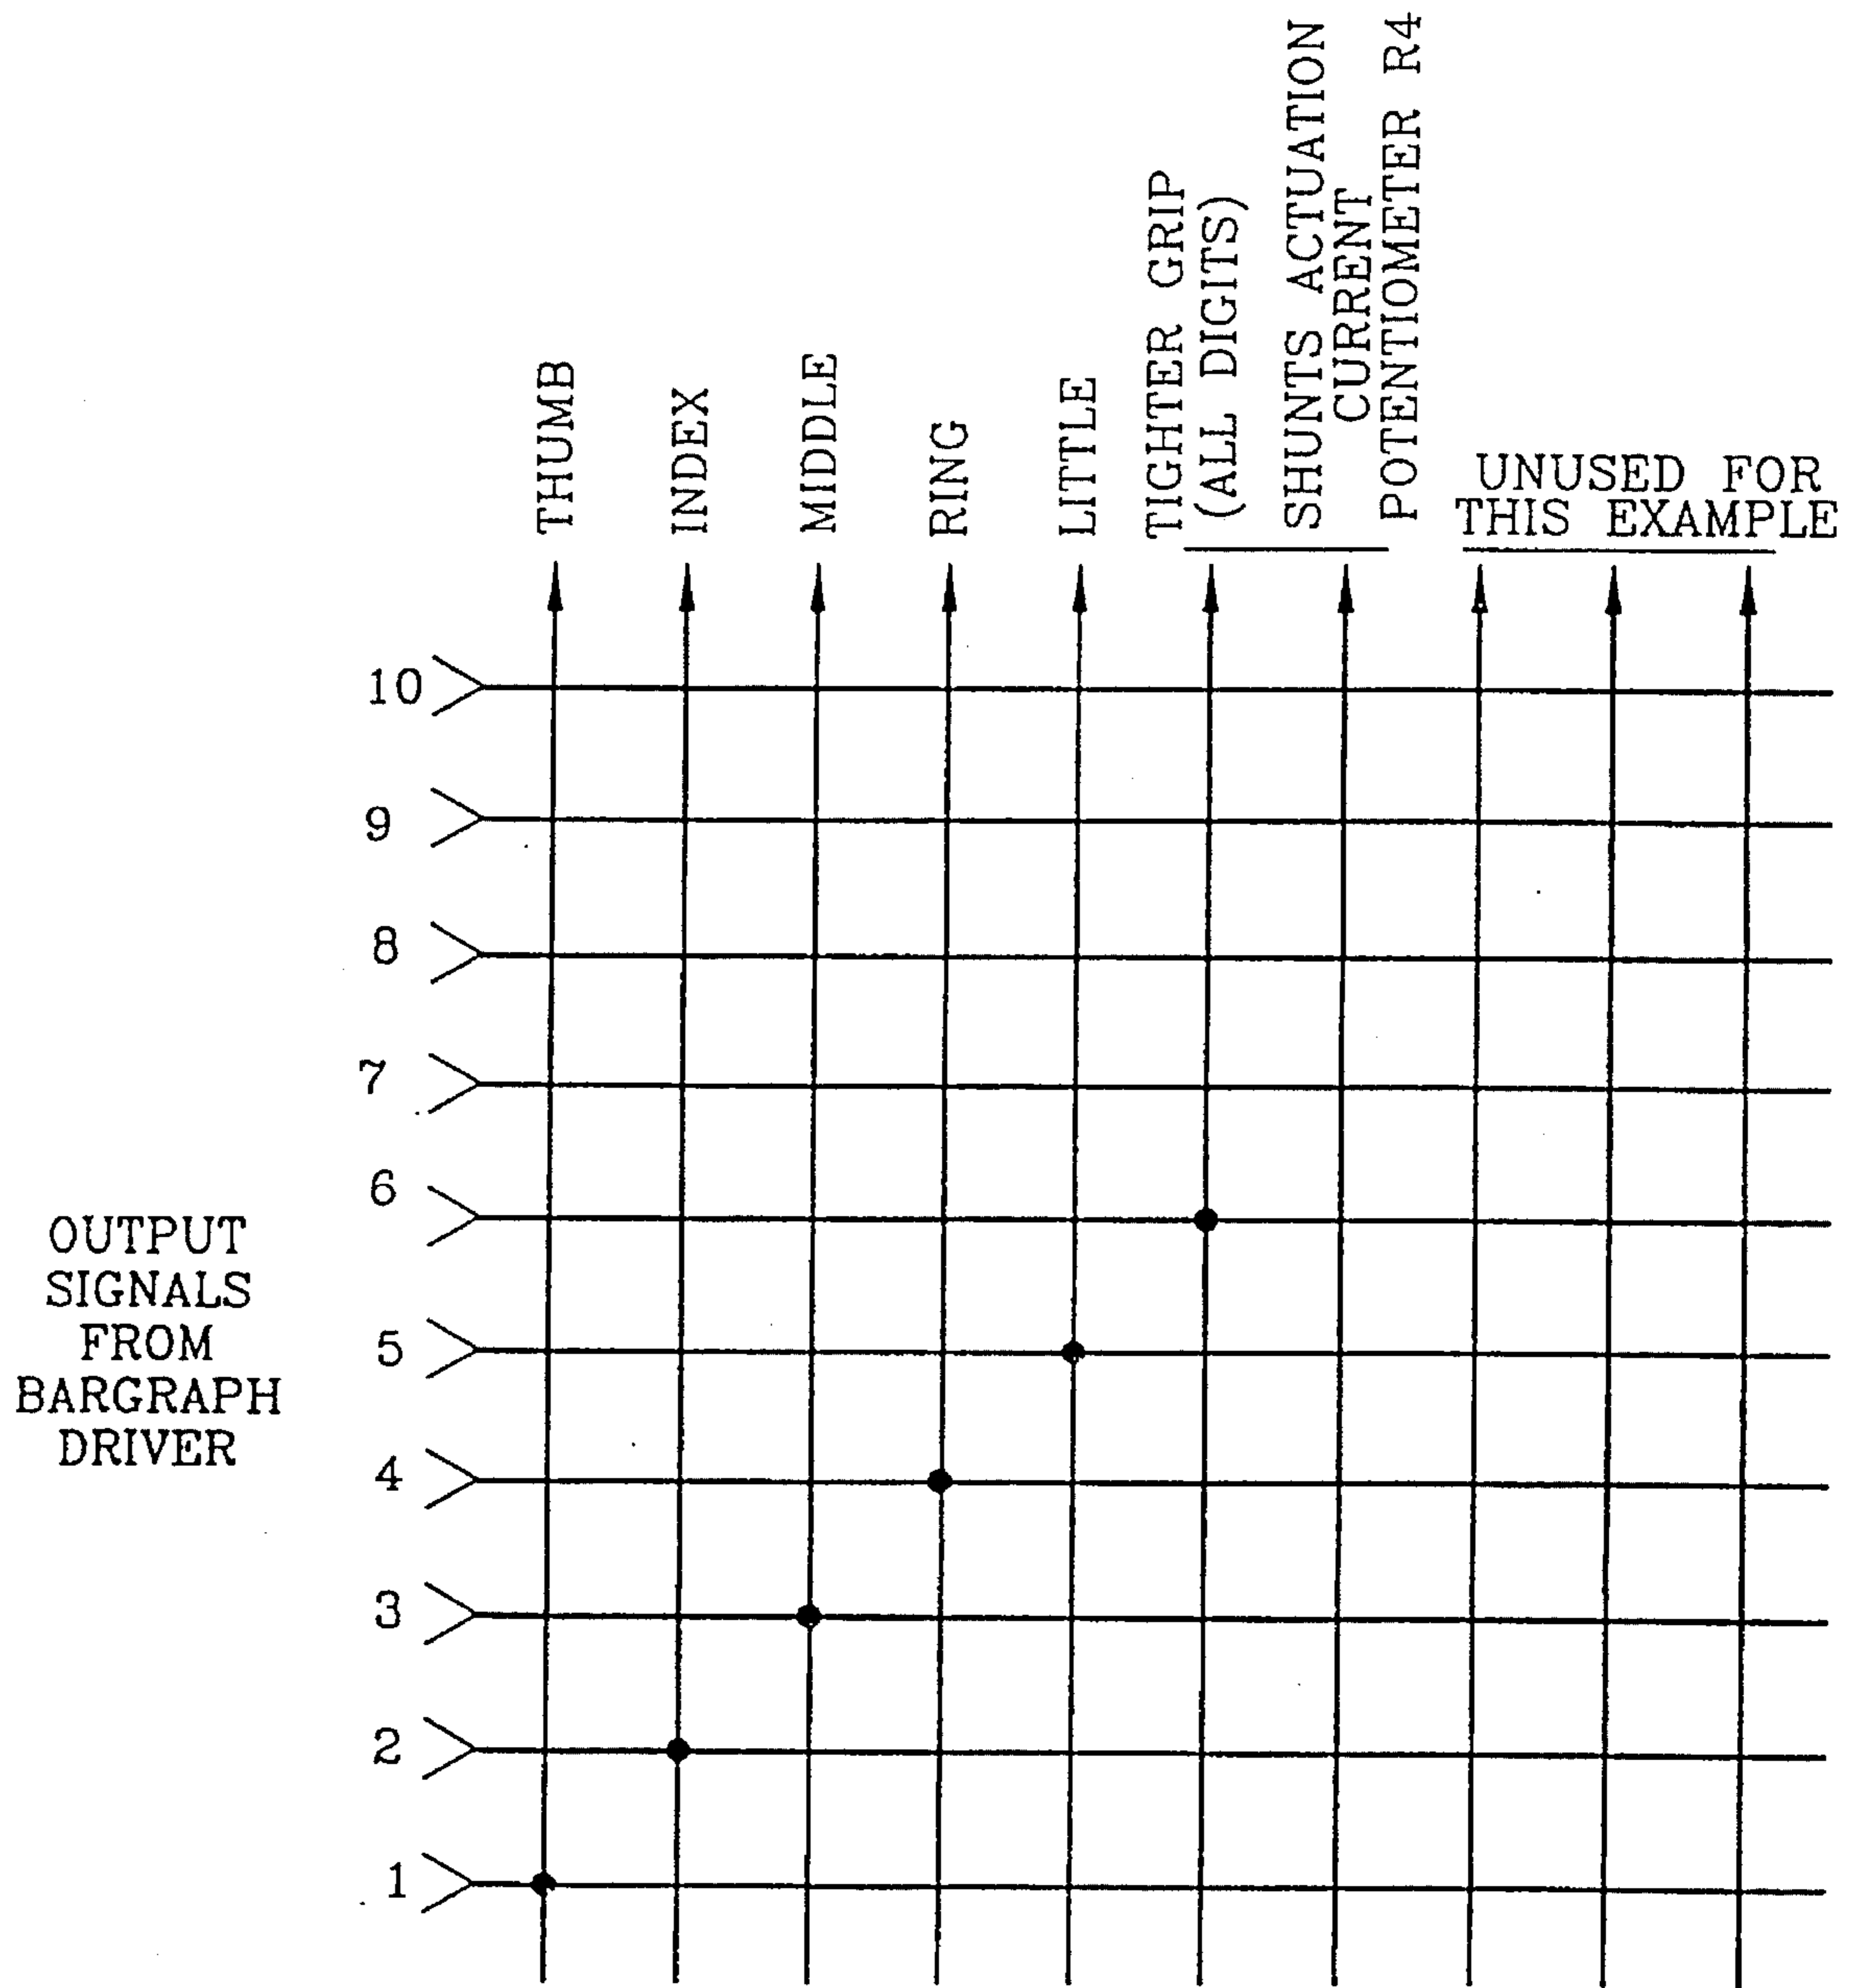 THUMB
INDEX
MIDDLE
RING
LITTLE
TIGHTER GRIP
(ALL DIGITS)
SHUNTS ACTUATION
CURRENT
POTENTIOMETER R4
UNUSED FOR
THIS EXAMPLE
10
9
8
7
6
5
4
3
2
1
OUTPUT
SIGNALS
FROM
BARGRAPH
DRIVER